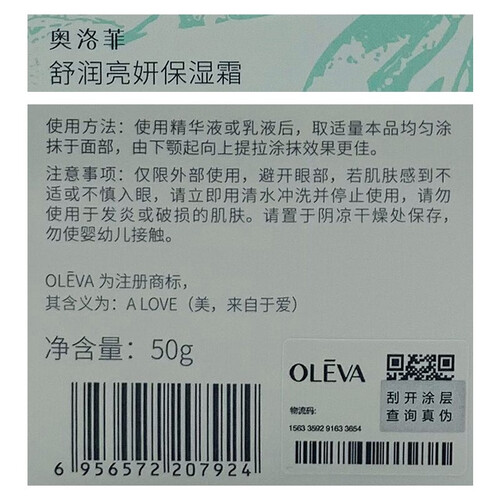 奥洛菲
舒润亮妍保湿霜
使用方法：使用精华液或乳液后，取适量本品均匀涂
抹于面部，由下颚起向上提拉涂抹效果更佳。
注意事项：仅限外部使用，避开眼部，若肌肤感到不
适或不慎入眼，请立即用清水冲洗并停止使用，请勿
使用于发炎或破损的肌肤。请置于阴凉干燥处保存，
勿使婴幼儿接触。
OLĒVA 为注册商标，
其含义为：A LOVE（美，来自于爱）
净含量：50g
6 956572 207924
OLĒVA
物流码:
1563 3592 9163 3654
刮开涂层
查询真伪